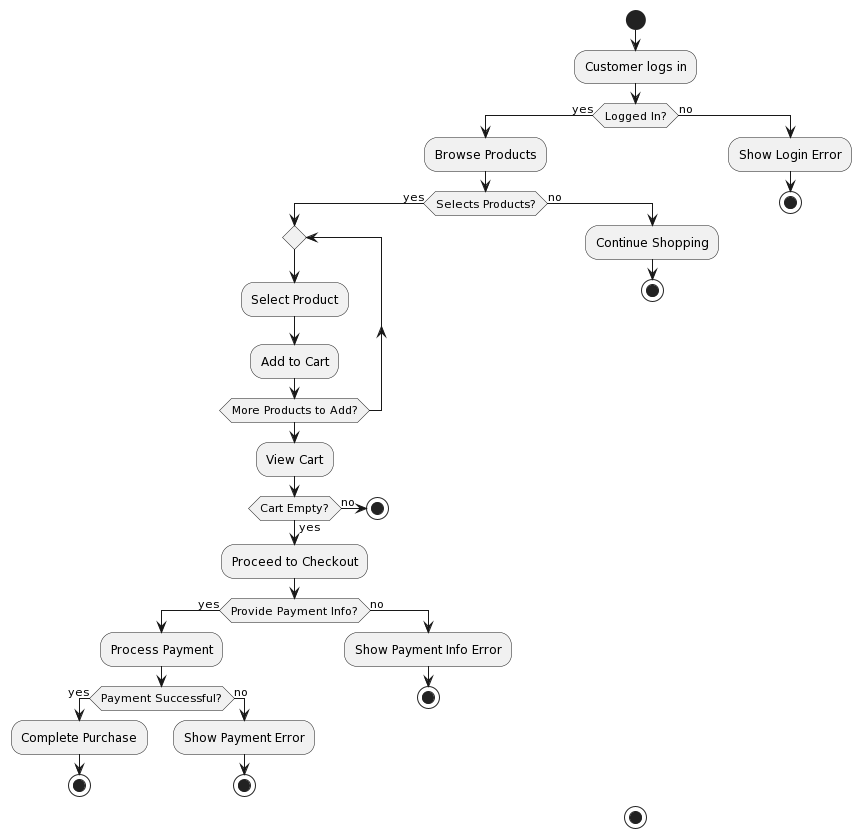 Customer logs in
yes
Logged In?
no
Browse Products
Show Login Error
yes
Selects Products?
no
Continue Shopping
Select Product
Add to Cart
More Products to Add?
View Cart
Cart Empty?
no
yes
Proceed to Checkout
yes
Provide Payment Info?
no
Process Payment
Show Payment Info Error
yes
Payment Successful?
no
Complete Purchase
Show Payment Error